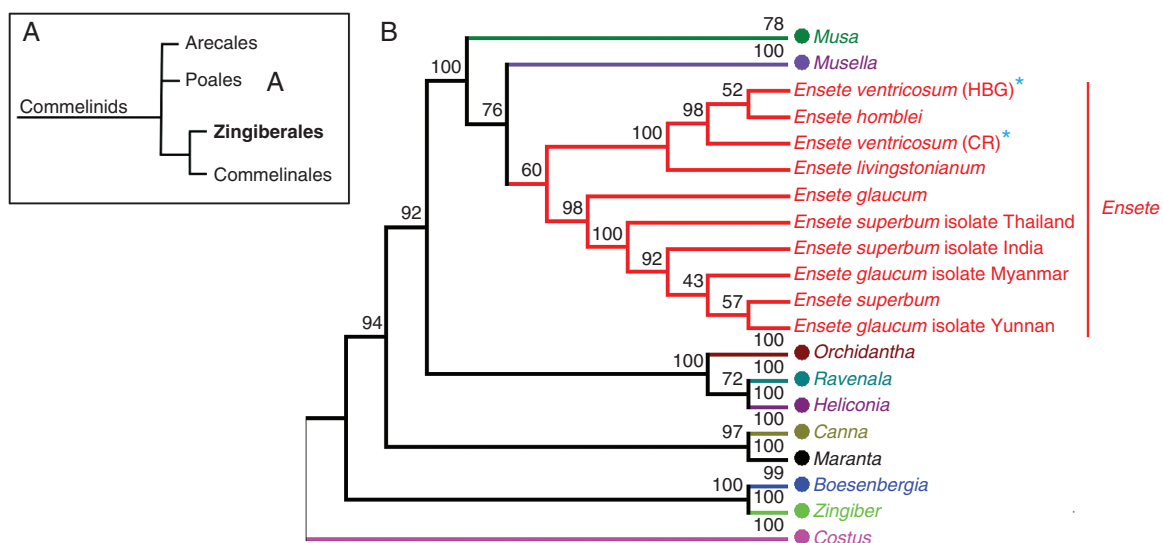 A
Arecales
Poales
A
Commelinids
Zingiberales
Commelinales
B
78
Musa
100
100
Musella
76
52
Ensete ventricosum (HBG)*
98
Ensete homblei
100
Ensete ventricosum (CR)*
60
Ensete livingstonianum
98
Ensete glaucum
100
Ensete superbum isolate Thailand
92
Ensete superbum isolate India
43
Ensete glaucum isolate Myanmar
57
Ensete superbum
Ensete glaucum isolate Yunnan
Ensete
92
94
100
100
Orchidantha
100
72
Ravenala
100
Heliconia
100
97
Canna
100
Maranta
99
100
Boesenbergia
100
Zingiber
100
Costus